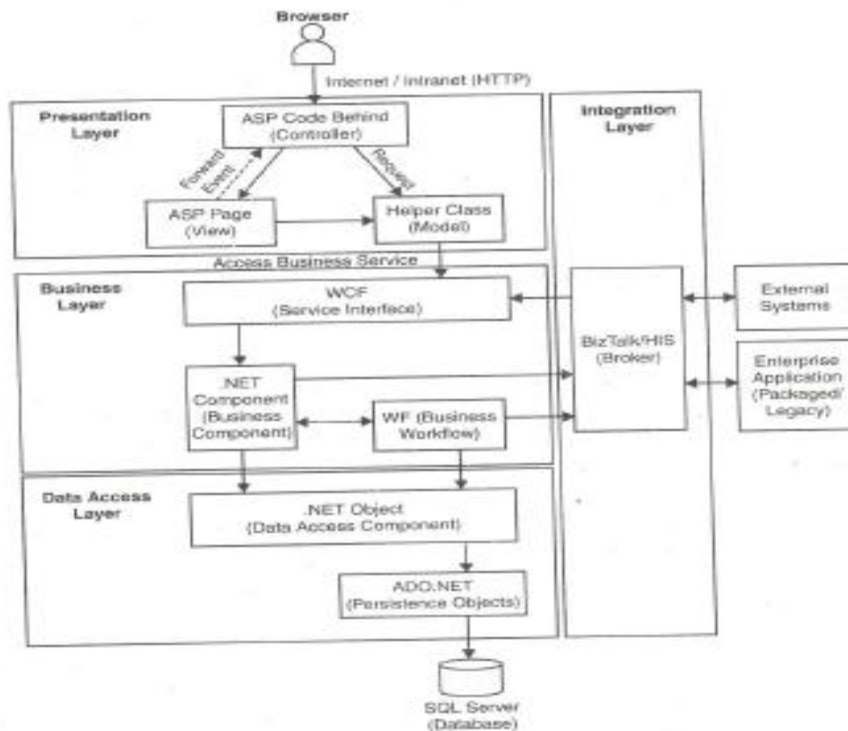 Browser
Internet / Intranet (HTTP)
Presentation
Layer
ASP Code Behind
(Controller)
Forward
Event
Request
ASP Page
(View)
Helper Class
(Model)
Integration
Layer
Access Business Service
Business
Layer
WCF
(Service Interface)
BizTalk/HIS
(Broker)
External
Systems
Enterprise
Application
(Packaged/
Legacy)
.NET
Component
(Business
Component)
WF (Business
Workflow)
Data Access
Layer
.NET Object
(Data Access Component)
ADO.NET
(Persistence Objects)
SQL Server
(Database)